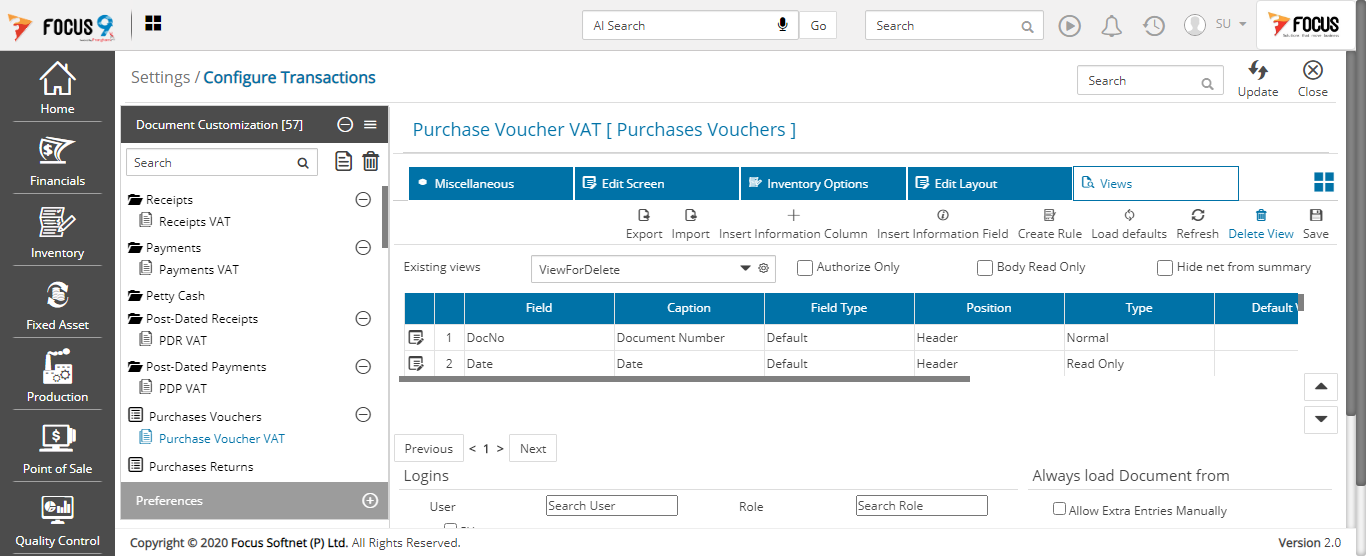 FOCUS 9
AI Search
Go
Search
SU
FOCUS
Home
Financials
Inventory
Fixed Asset
Production
Point of Sale
Quality Control
Settings / Configure Transactions
Search
Update
Close
Document Customization [57]
Search
Receipts
Receipts VAT
Payments
Payments VAT
Petty Cash
Post-Dated Receipts
PDR VAT
Post-Dated Payments
PDP VAT
Purchases Vouchers
Purchase Voucher VAT
Purchases Returns
Preferences
Purchase Voucher VAT [ Purchases Vouchers ]
Miscellaneous
Edit Screen
Inventory Options
Edit Layout
Views
Export
Import
Insert Information Column
Insert Information Field
Create Rule
Load defaults
Refresh
Delete View
Save
Existing views
ViewForDelete
Authorize Only
Body Read Only
Hide net from summary
Field Caption Field Type Position Type Default
1 DocNo Document Number Default Header Normal
2 Date Date Default Header Read Only
Previous < 1 > Next
Logins
User
Search User
Role
Search Role
Always load Document from
Allow Extra Entries Manually
Copyright © 2020 Focus Softnet (P) Ltd. All Rights Reserved.
Version 2.0